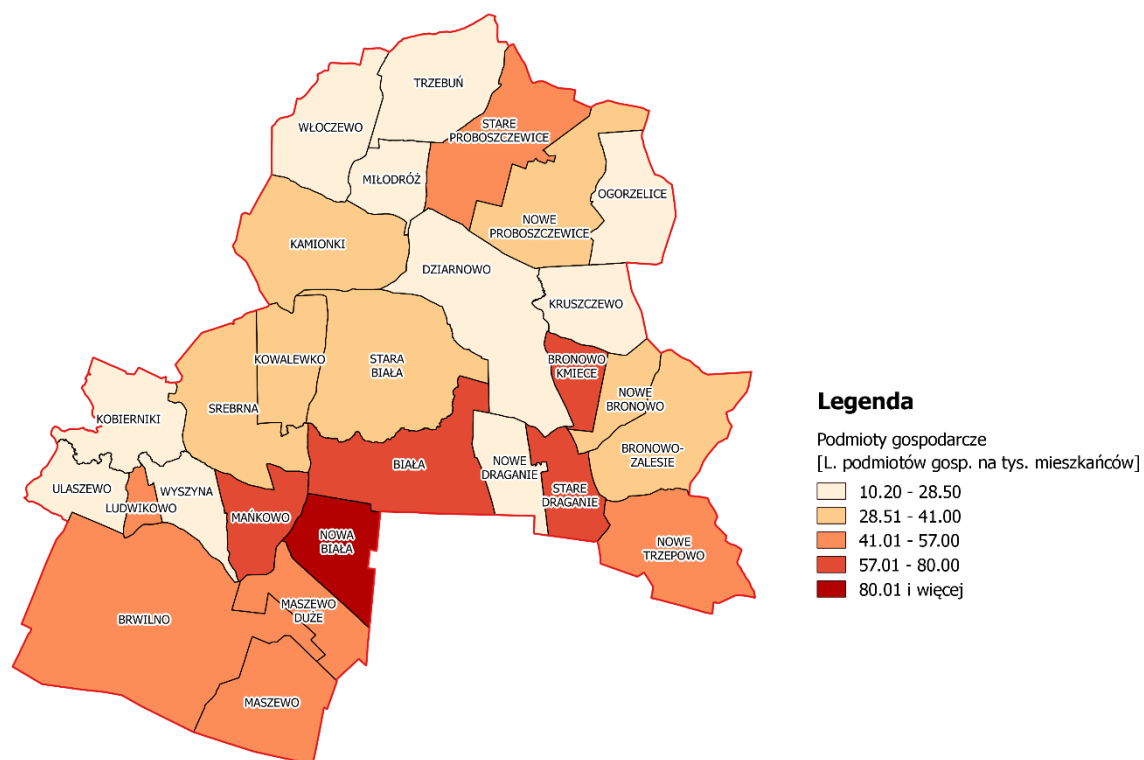 TRZEBUŃ
WŁOCZEWO
STARE
PROBOSZCZEWICE
MIŁODRÓŻ
OGORZELICE
NOWE
PROBOSZCZEWICE
KAMIONKI
DZIARNOWO
KRUSZCZEWO
KOWALEWKO
STARA
BIAŁA
BRONOWO
KMIECE
NOWE
BRONOWO
SREBRNA
KOBIERNIKI
BRONOWO-
ZALESIE
BIAŁA
NOWE
DRAGANIE
STARE
DRAGANIE
ULASZEWO
WYSZYNA
LUDWIKOWO
MAŃKOWO
NOWA
BIAŁA
NOWE
TRZEPOWO
MASZEWO
DUŻE
BRWILNO
MASZEWO
Legenda
Podmioty gospodarcze
[L. podmiotów gosp. na tys. mieszkańców]
10.20 - 28.50
28.51 - 41.00
41.01 - 57.00
57.01 - 80.00
80.01 i więcej